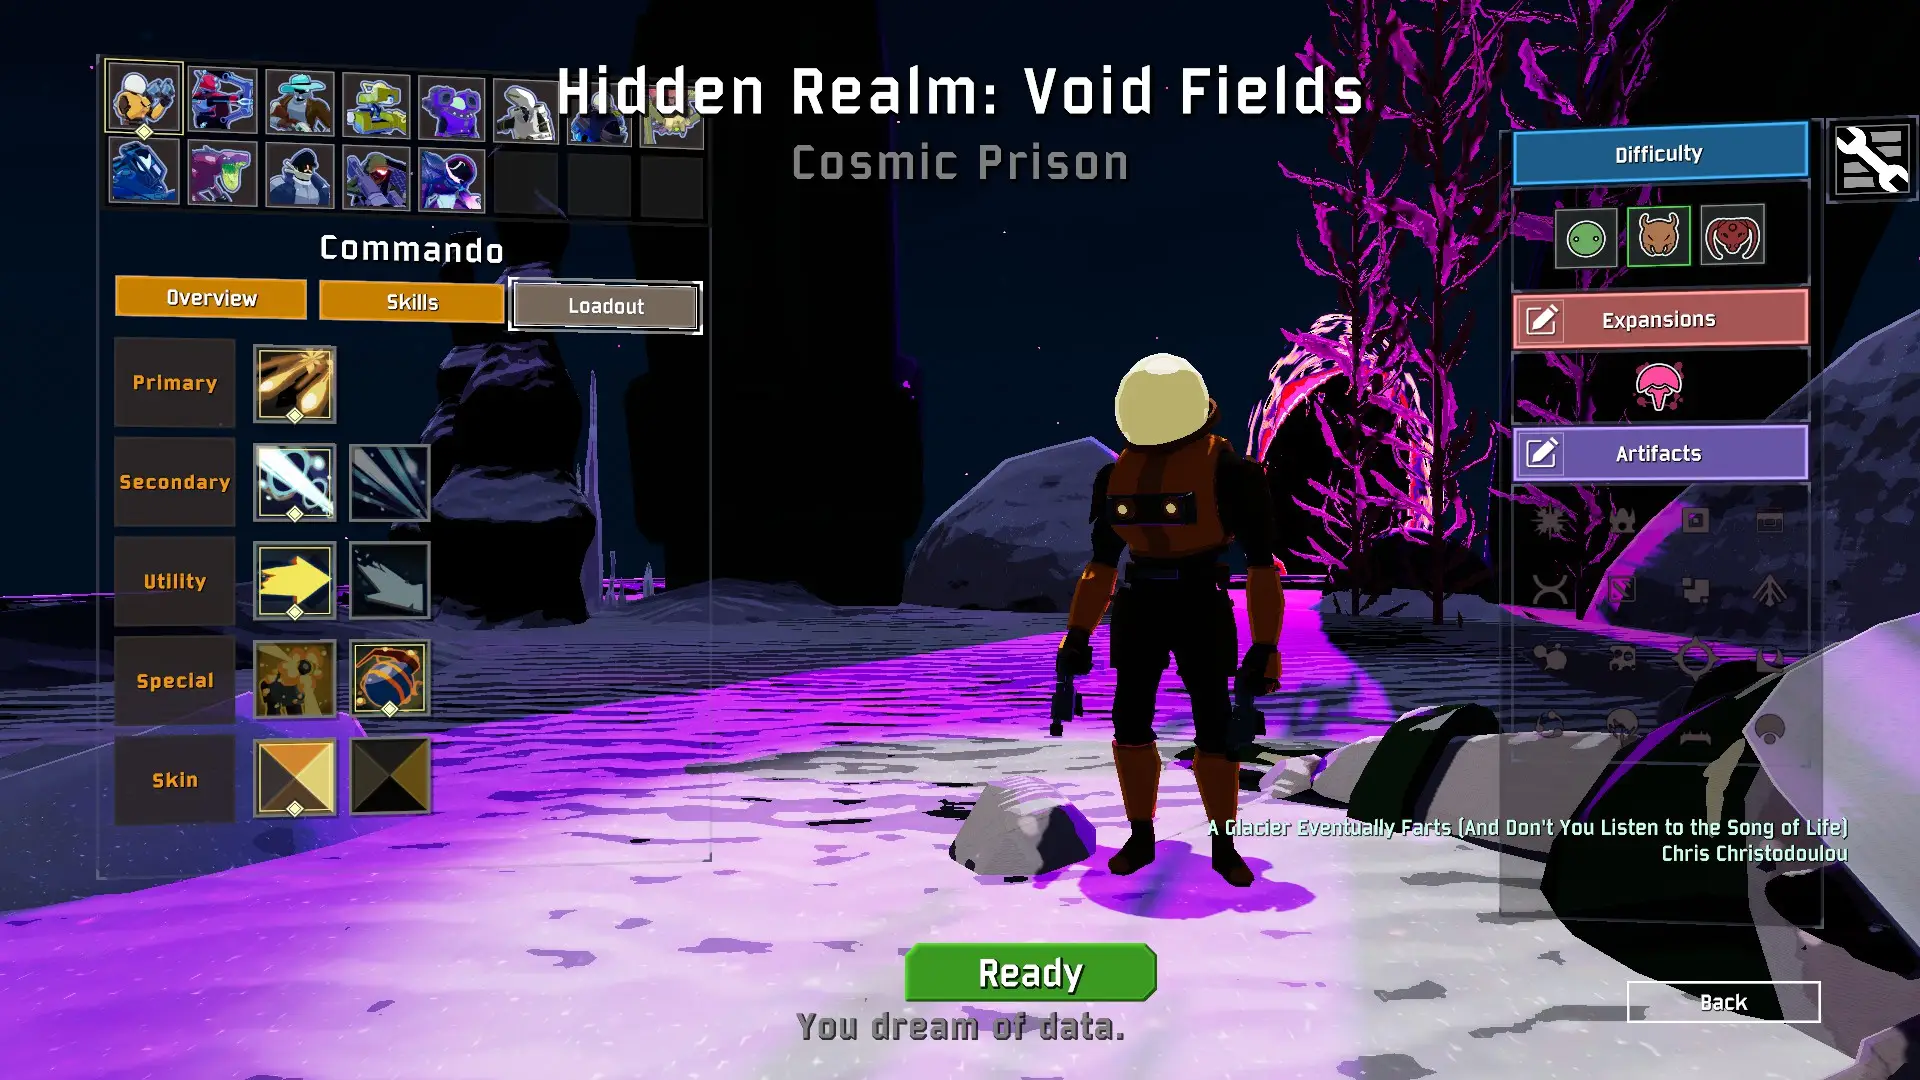 Hidden Realm: Void Fields
Cosmic Prison
Commando
Overview
Skills
Loadout
Primary
Secondary
Utility
Special
Skin
Difficulty
Expansions
Artifacts
A Glacier Eventually Farts (And Don't You Listen to the Song of Life)
Chris Christodoulou
Ready
You dream of data.
Back